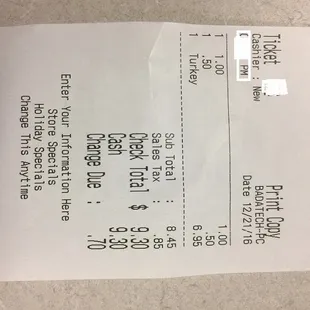 Print Copy
BADATECH-PC
Ticket
Cashier : New Date 12/21/16
PM
1 1.00 1.00
1 .50 .50
1 Turkey 6.95
Sub Total : 8.45
Sales Tax : .85
Check Total $ 9.30
Cash 9.30
Change Due : .70
Enter Your Information Here
Store Specials
Holiday Specials
Change This Anytime